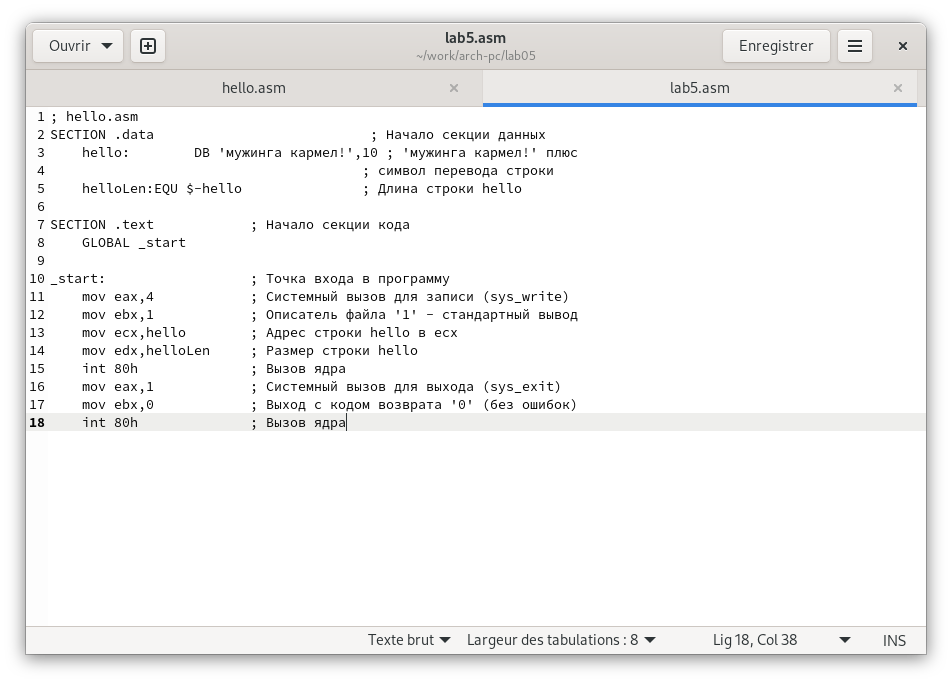 Ouvrir
lab5.asm
~/work/arch-pc/lab05
Enregistrer
hello.asm
lab5.asm
1 ; hello.asm
2 SECTION .data                           ; Начало секции данных
3     hello:        DB 'мужинга кармел!',10 ; 'мужинга кармел!' плюс
4                                        ; символ перевода строки
5     helloLen:EQU $-hello               ; Длина строки hello
6
7 SECTION .text            ; Начало секции кода
8     GLOBAL _start
9
10 _start:                  ; Точка входа в программу
11     mov eax,4            ; Системный вызов для записи (sys_write)
12     mov ebx,1            ; Описатель файла '1' - стандартный вывод
13     mov ecx,hello        ; Адрес строки hello в ecx
14     mov edx,helloLen     ; Размер строки hello
15     int 80h              ; Вызов ядра
16     mov eax,1            ; Системный вызов для выхода (sys_exit)
17     mov ebx,0            ; Выход с кодом возврата '0' (без ошибок)
18     int 80h              ; Вызов ядра
Texte brut Largeur des tabulations : 8 Lig 18, Col 38 INS